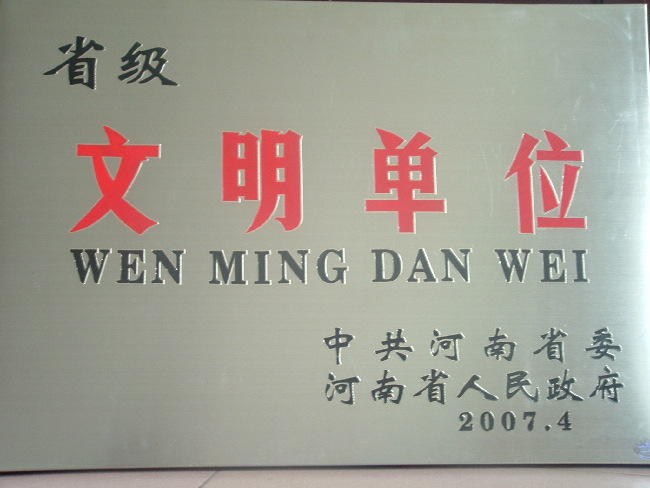 省级
文明单位
WEN MING DAN WEI
中共河南省委
河南省人民政府
2007.4